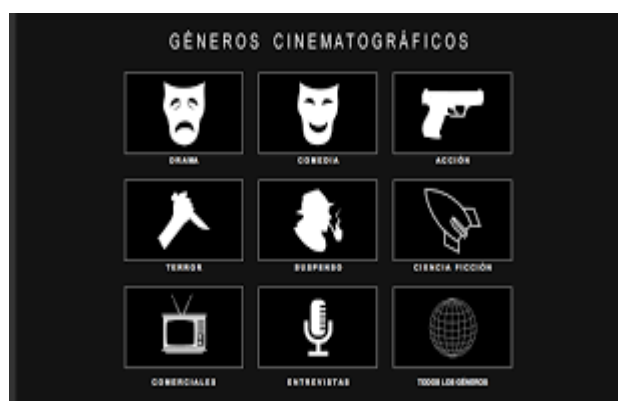 GÉNEROS CINEMATOGRÁFICOS
DRAMA
COMEDIA
ACCIÓN
TERROR
SUSPENSO
CIENCIA FICCIÓN
COMERCIALES
ENTREVISTAS
TODOS LOS GÉNEROS